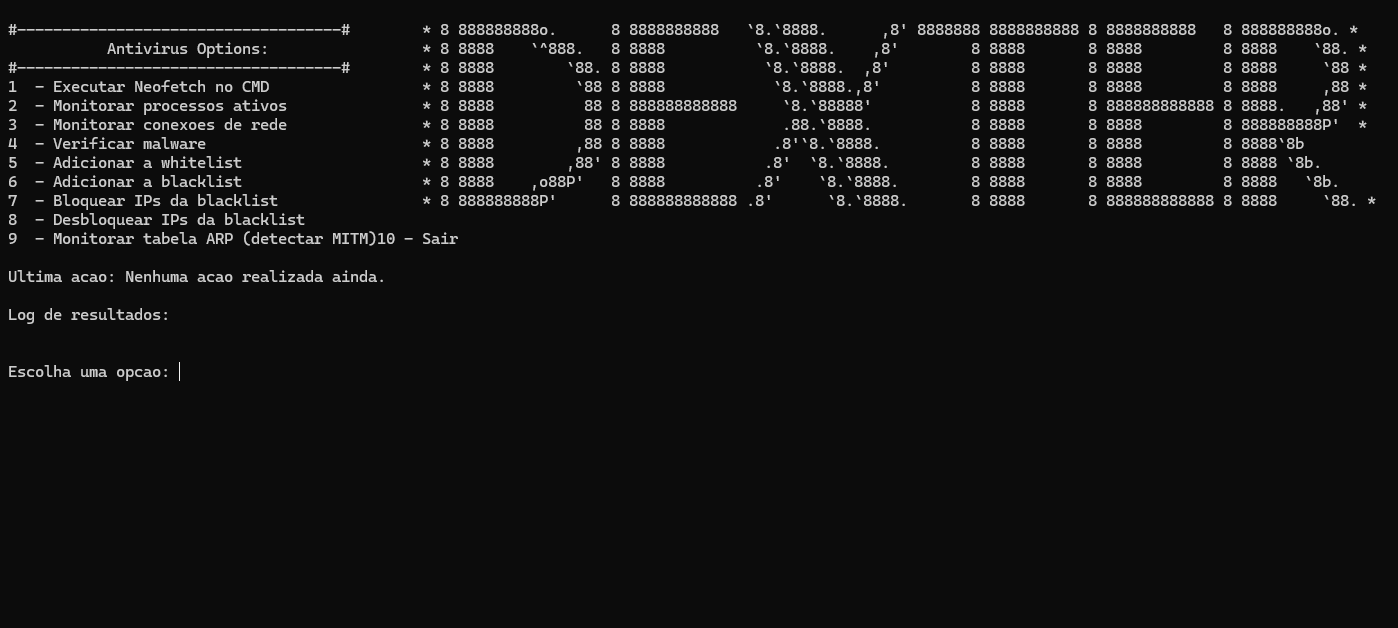 #-----------------------------------#        * 8 888888888o.      8 8888888888   `8.`8888.      ,8' 8888888 8888888888 8 8888888888   8 888888888o. *
           Antivirus Options:                 * 8 8888    `^888.   8 8888          `8.`8888.    ,8'        8 8888       8 8888         8 8888    `88. *
#-----------------------------------#        * 8 8888        `88. 8 8888           `8.`8888.  ,8'         8 8888       8 8888         8 8888     `88 *
1  - Executar Neofetch no CMD                 * 8 8888         `88 8 8888            `8.`8888.,8'          8 8888       8 8888         8 8888     ,88 *
2  - Monitorar processos ativos               * 8 8888          88 8 888888888888     `8.`88888'           8 8888       8 888888888888 8 8888.   ,88' *
3  - Monitorar conexoes de rede               * 8 8888          88 8 8888             .88.`8888.           8 8888       8 8888         8 888888888P'  *
4  - Verificar malware                        * 8 8888         ,88 8 8888            .8'`8.`8888.          8 8888       8 8888         8 8888`8b
5  - Adicionar a whitelist                    * 8 8888        ,88' 8 8888           .8'  `8.`8888.         8 8888       8 8888         8 8888 `8b.
6  - Adicionar a blacklist                    * 8 8888    ,o88P'   8 8888          .8'    `8.`8888.        8 8888       8 8888         8 8888   `8b.
7  - Bloquear IPs da blacklist                * 8 888888888P'      8 888888888888 .8'      `8.`8888.       8 8888       8 888888888888 8 8888     `88. *
8  - Desbloquear IPs da blacklist
9  - Monitorar tabela ARP (detectar MITM)10 - Sair
Ultima acao: Nenhuma acao realizada ainda.
Log de resultados:
Escolha uma opcao: